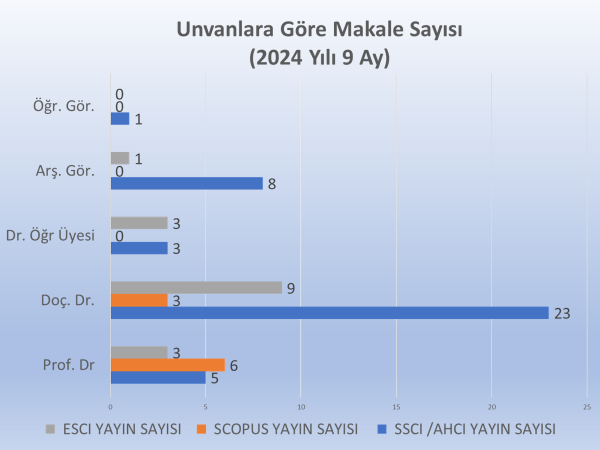 Unvanlara Göre Makale Sayısı
(2024 Yılı 9 Ay)
Öğr. Gör.
0
0
1
Arş. Gör.
1
0
8
Dr. Öğr Üyesi
3
0
3
Doç. Dr.
9
3
23
Prof. Dr
3
6
5
0 5 10 15 20 25
ESCI YAYIN SAYISI SCOPUS YAYIN SAYISI SSCI /AHCI YAYIN SAYISI